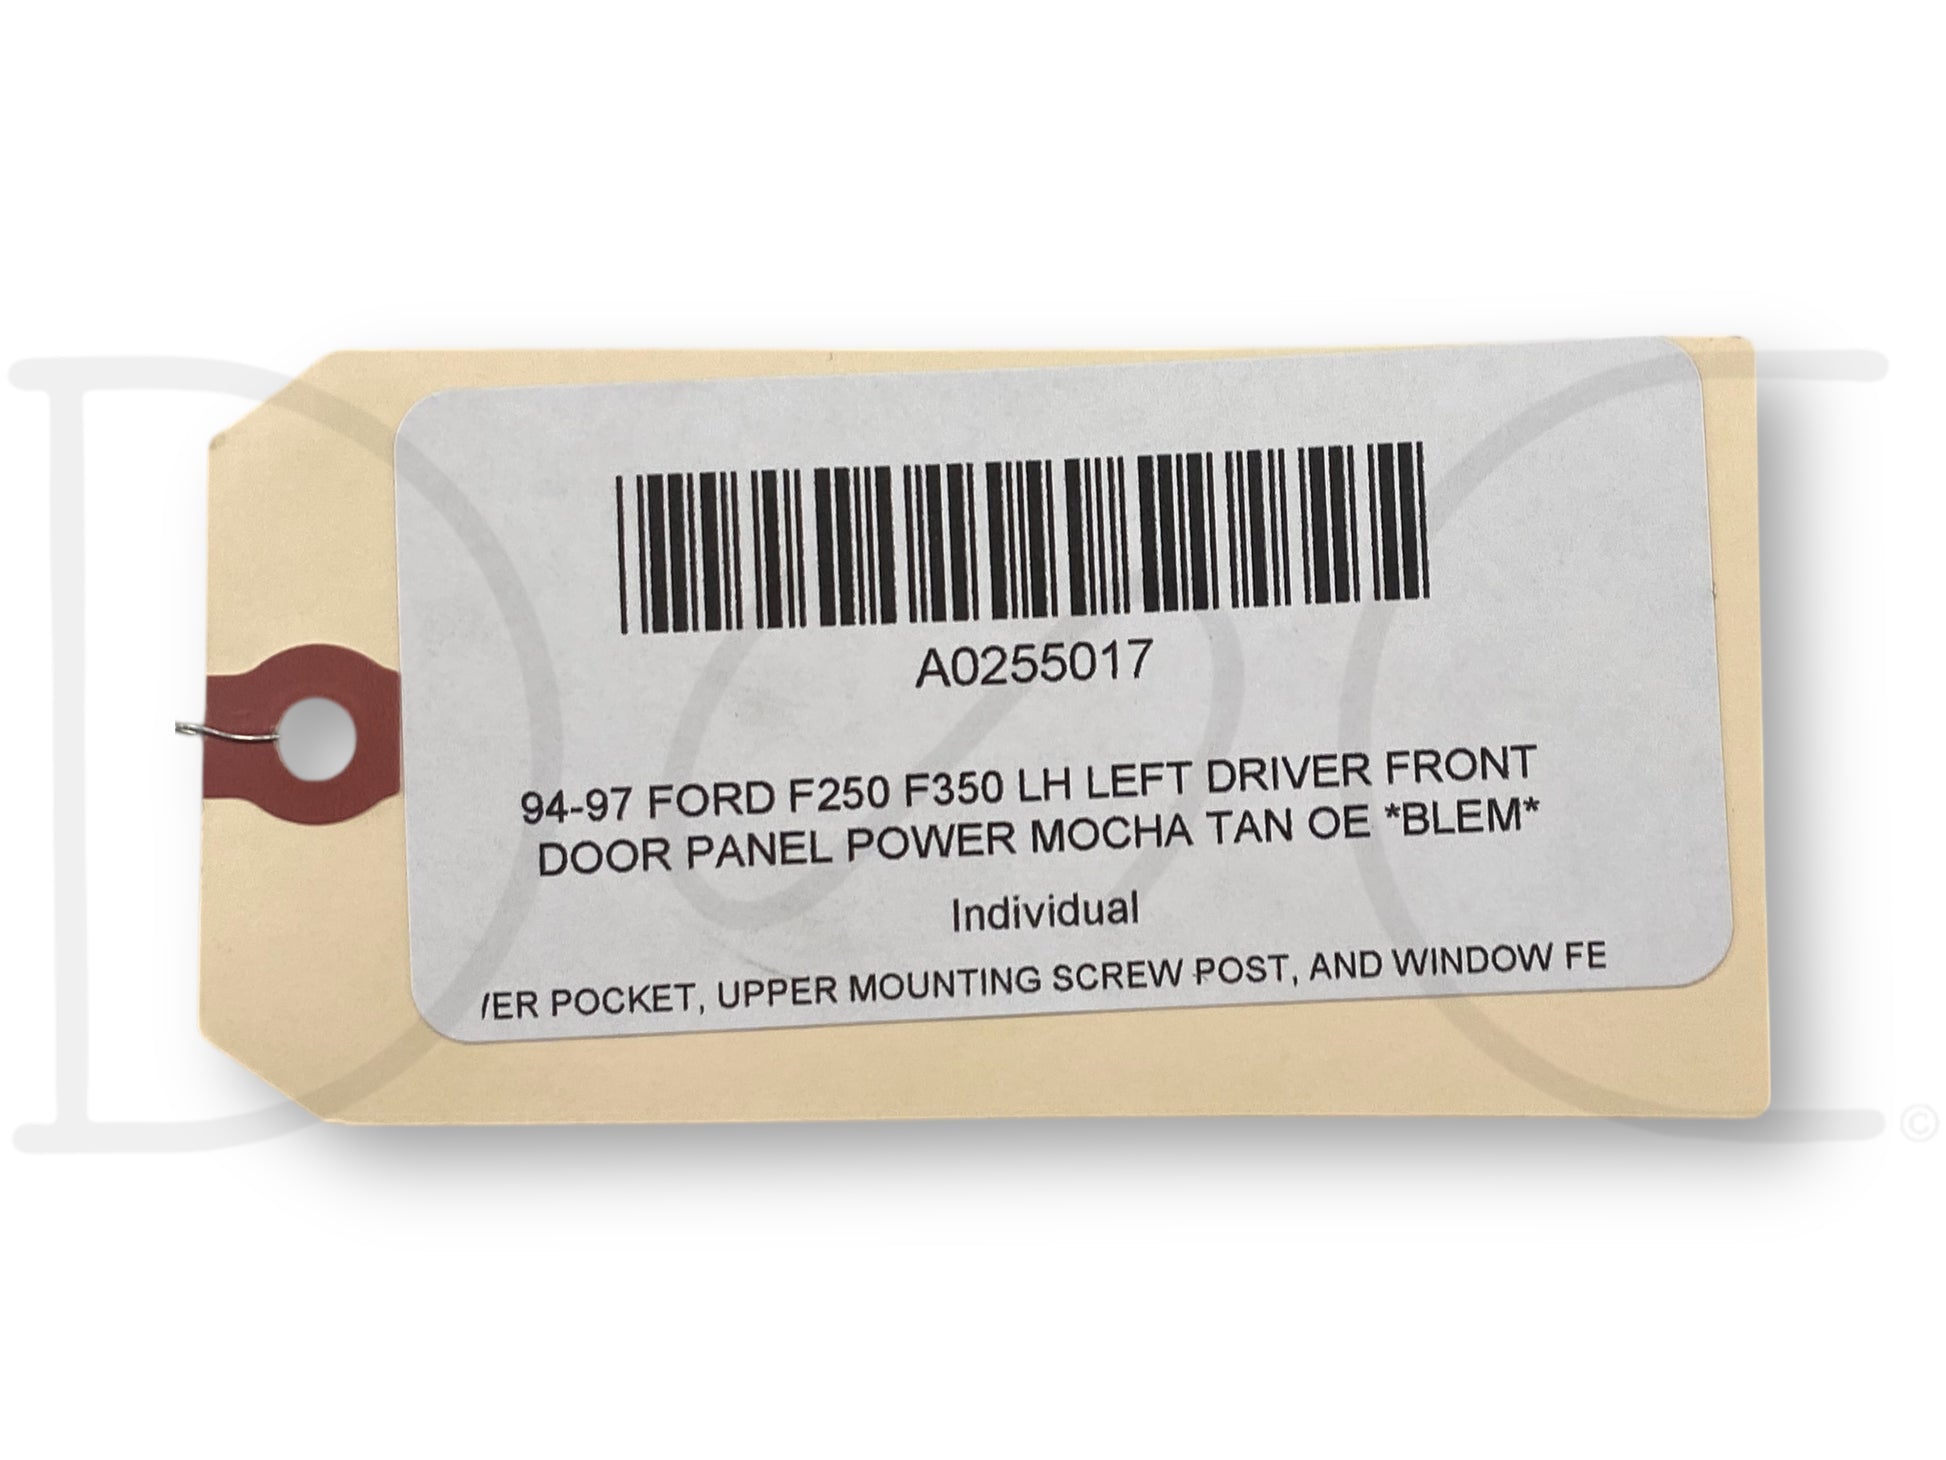 A0255017
94-97 FORD F250 F350 LH LEFT DRIVER FRONT
DOOR PANEL POWER MOCHA TAN OE *BLEM*
Individual
/ER POCKET, UPPER MOUNTING SCREW POST, AND WINDOW FE
©